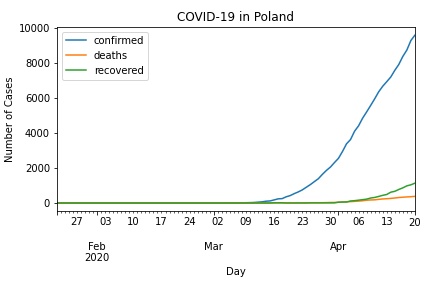 COVID-19 in Poland
confirmed
deaths
recovered
Number of Cases
10000
8000
6000
4000
2000
0
27 03 10 17 24 02 09 16 23 30 06 13 20
Feb Mar Apr
2020
Day